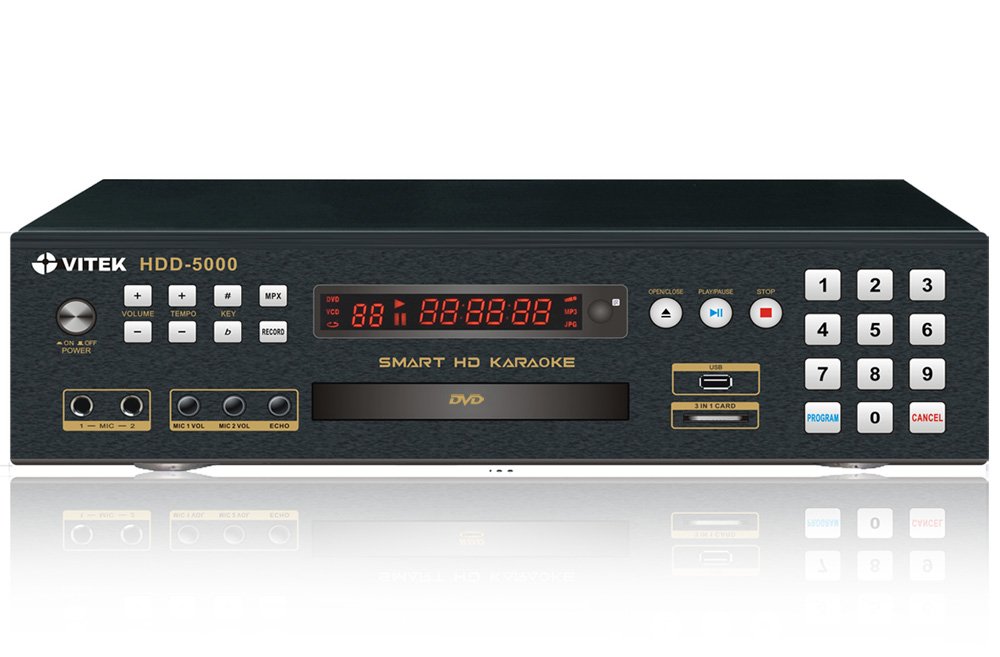 VITEK HDD-5000
+ + # MPX
VOLUME TEMPO KEY
− − b RECORD
ON OFF
POWER
1 — MIC — 2
MIC 1 VOL MIC 2 VOL ECHO
DVD
VCD
88 88:88:88
MP3
JPG
SMART HD KARAOKE
DVD
OPEN/CLOSE PLAY/PAUSE STOP
USB
3 IN 1 CARD
1 2 3
4 5 6
7 8 9
PROGRAM 0 CANCEL